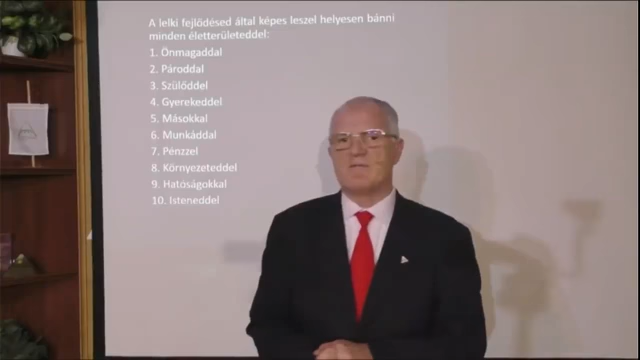 A lelki fejlődésed által képes leszel helyesen bánni
minden életterületeddel:
1. Önmagaddal
2. Pároddal
3. Szülőddel
4. Gyerekeddel
5. Másokkal
6. Munkáddal
7. Pénzzel
8. Környezeteddel
9. Hatóságokkal
10. Isteneddel